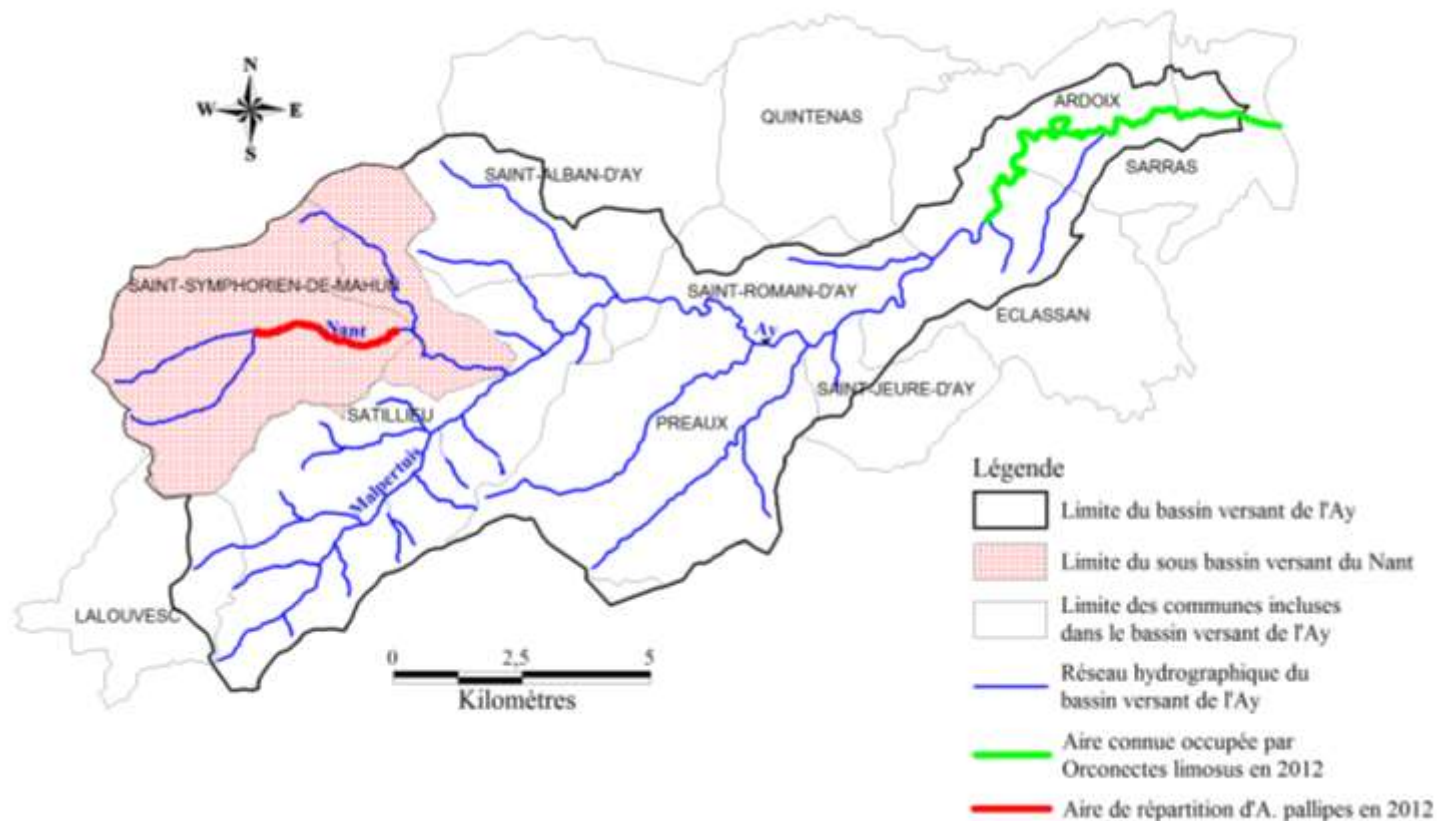 N
W E
S
QUINTENAS
ARDOIX
SARRAS
SAINT-ALBAN-D'AY
SAINT-SYMPHORIEN-DE-MAHUN
SAINT-ROMAIN-D'AY
Nant
Ay
ECLASSAN
SAINT-JEURE-D'AY
SATILLIEU
PREAUX
Malpertuis
LALOUVESC
0 2,5 5
Kilomètres
Légende
Limite du bassin versant de l'Ay
Limite du sous bassin versant du Nant
Limite des communes incluses
dans le bassin versant de l'Ay
Réseau hydrographique du
bassin versant de l'Ay
Aire connue occupée par
Orconectes limosus en 2012
Aire de répartition d'A. pallipes en 2012